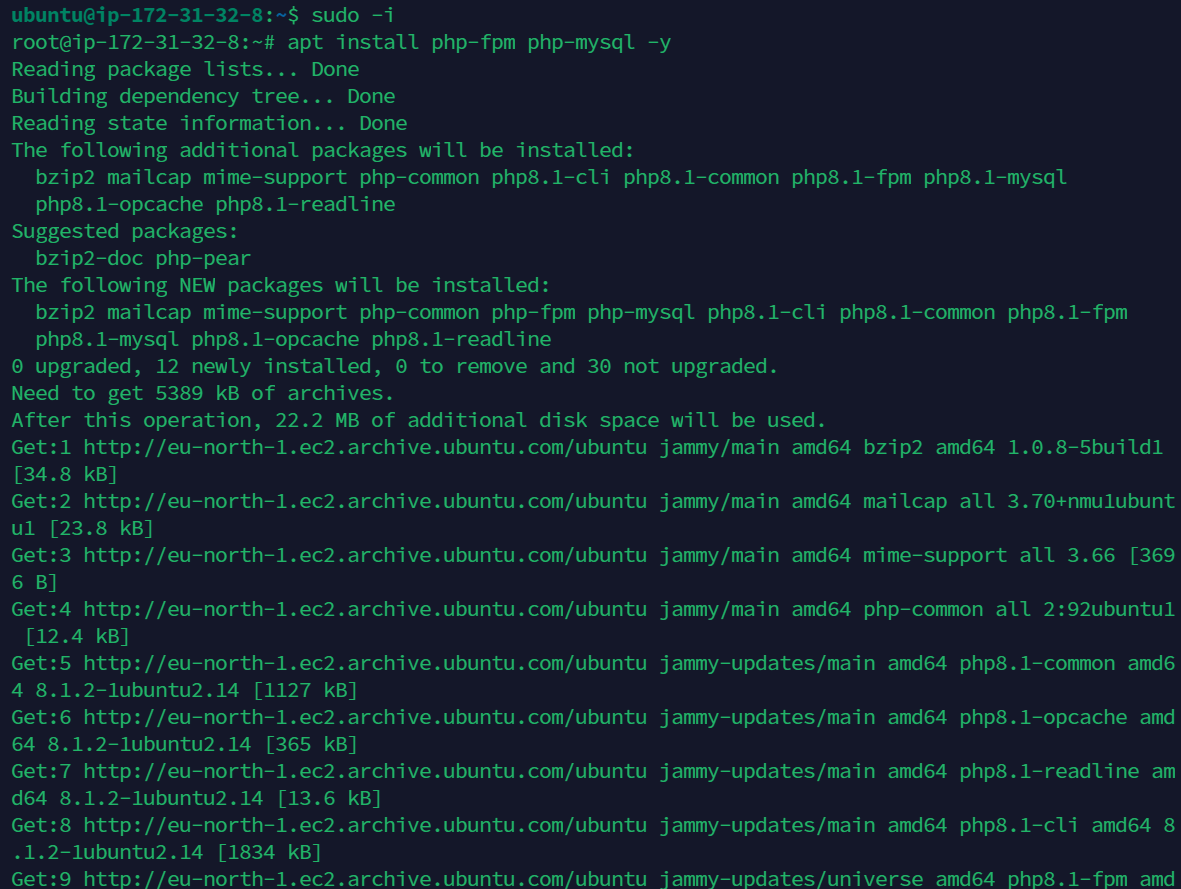 ubuntu@ip-172-31-32-8:~$ sudo -i
root@ip-172-31-32-8:~# apt install php-fpm php-mysql -y
Reading package lists... Done
Building dependency tree... Done
Reading state information... Done
The following additional packages will be installed:
  bzip2 mailcap mime-support php-common php8.1-cli php8.1-common php8.1-fpm php8.1-mysql
  php8.1-opcache php8.1-readline
Suggested packages:
  bzip2-doc php-pear
The following NEW packages will be installed:
  bzip2 mailcap mime-support php-common php-fpm php-mysql php8.1-cli php8.1-common php8.1-fpm
  php8.1-mysql php8.1-opcache php8.1-readline
0 upgraded, 12 newly installed, 0 to remove and 30 not upgraded.
Need to get 5389 kB of archives.
After this operation, 22.2 MB of additional disk space will be used.
Get:1 http://eu-north-1.ec2.archive.ubuntu.com/ubuntu jammy/main amd64 bzip2 amd64 1.0.8-5build1
[34.8 kB]
Get:2 http://eu-north-1.ec2.archive.ubuntu.com/ubuntu jammy/main amd64 mailcap all 3.70+nmu1ubunt
u1 [23.8 kB]
Get:3 http://eu-north-1.ec2.archive.ubuntu.com/ubuntu jammy/main amd64 mime-support all 3.66 [369
6 B]
Get:4 http://eu-north-1.ec2.archive.ubuntu.com/ubuntu jammy/main amd64 php-common all 2:92ubuntu1
 [12.4 kB]
Get:5 http://eu-north-1.ec2.archive.ubuntu.com/ubuntu jammy-updates/main amd64 php8.1-common amd6
4 8.1.2-1ubuntu2.14 [1127 kB]
Get:6 http://eu-north-1.ec2.archive.ubuntu.com/ubuntu jammy-updates/main amd64 php8.1-opcache amd
64 8.1.2-1ubuntu2.14 [365 kB]
Get:7 http://eu-north-1.ec2.archive.ubuntu.com/ubuntu jammy-updates/main amd64 php8.1-readline am
d64 8.1.2-1ubuntu2.14 [13.6 kB]
Get:8 http://eu-north-1.ec2.archive.ubuntu.com/ubuntu jammy-updates/main amd64 php8.1-cli amd64 8
.1.2-1ubuntu2.14 [1834 kB]
Get:9 http://eu-north-1.ec2.archive.ubuntu.com/ubuntu jammy-updates/universe amd64 php8.1-fpm amd